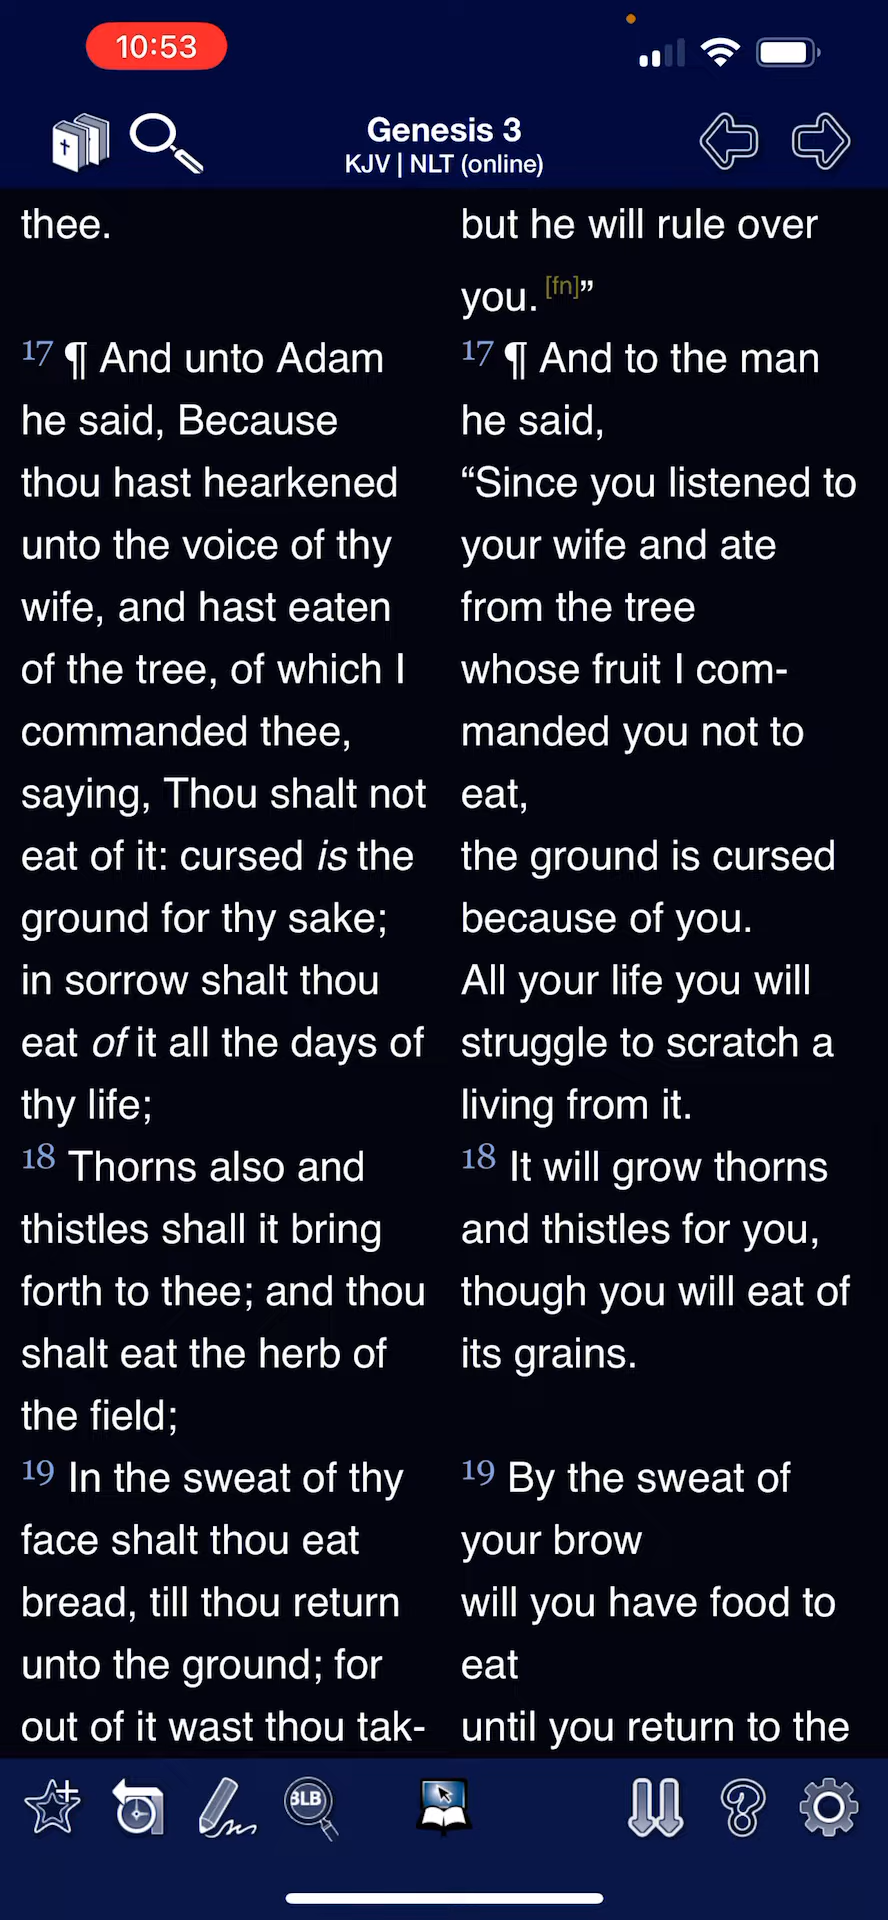 10:53
Genesis 3
KJV | NLT (online)
thee.
17 ¶ And unto Adam
he said, Because
thou hast hearkened
unto the voice of thy
wife, and hast eaten
of the tree, of which I
commanded thee,
saying, Thou shalt not
eat of it: cursed is the
ground for thy sake;
in sorrow shalt thou
eat of it all the days of
thy life;
18 Thorns also and
thistles shall it bring
forth to thee; and thou
shalt eat the herb of
the field;
19 In the sweat of thy
face shalt thou eat
bread, till thou return
unto the ground; for
out of it wast thou tak-
but he will rule over
you. [fn]”
17 ¶ And to the man
he said,
“Since you listened to
your wife and ate
from the tree
whose fruit I com-
manded you not to
eat,
the ground is cursed
because of you.
All your life you will
struggle to scratch a
living from it.
18 It will grow thorns
and thistles for you,
though you will eat of
its grains.
19 By the sweat of
your brow
will you have food to
eat
until you return to the
BLB